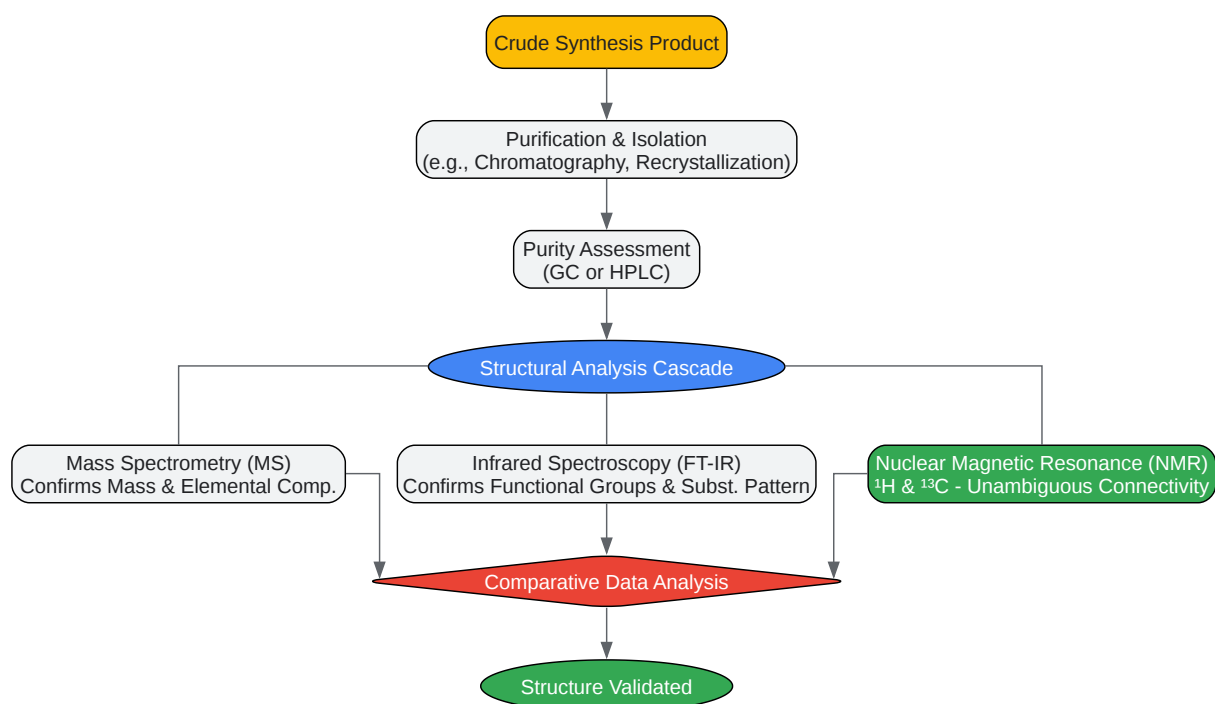 Crude Synthesis Product
Purification & Isolation
(e.g., Chromatography, Recrystallization)
Purity Assessment
(GC or HPLC)
Structural Analysis Cascade
Mass Spectrometry (MS)
Confirms Mass & Elemental Comp.
Infrared Spectroscopy (FT-IR)
Confirms Functional Groups & Subst. Pattern
Nuclear Magnetic Resonance (NMR)
¹H & ¹³C - Unambiguous Connectivity
Comparative Data Analysis
Structure Validated